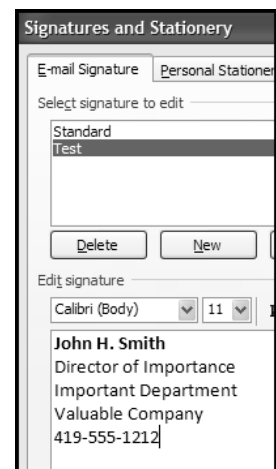 Signatures and Stationery
E-mail Signature Personal Stationer
Select signature to edit
Standard
Test
Delete New
Edit signature
Calibri (Body) 11
John H. Smith
Director of Importance
Important Department
Valuable Company
419-555-1212